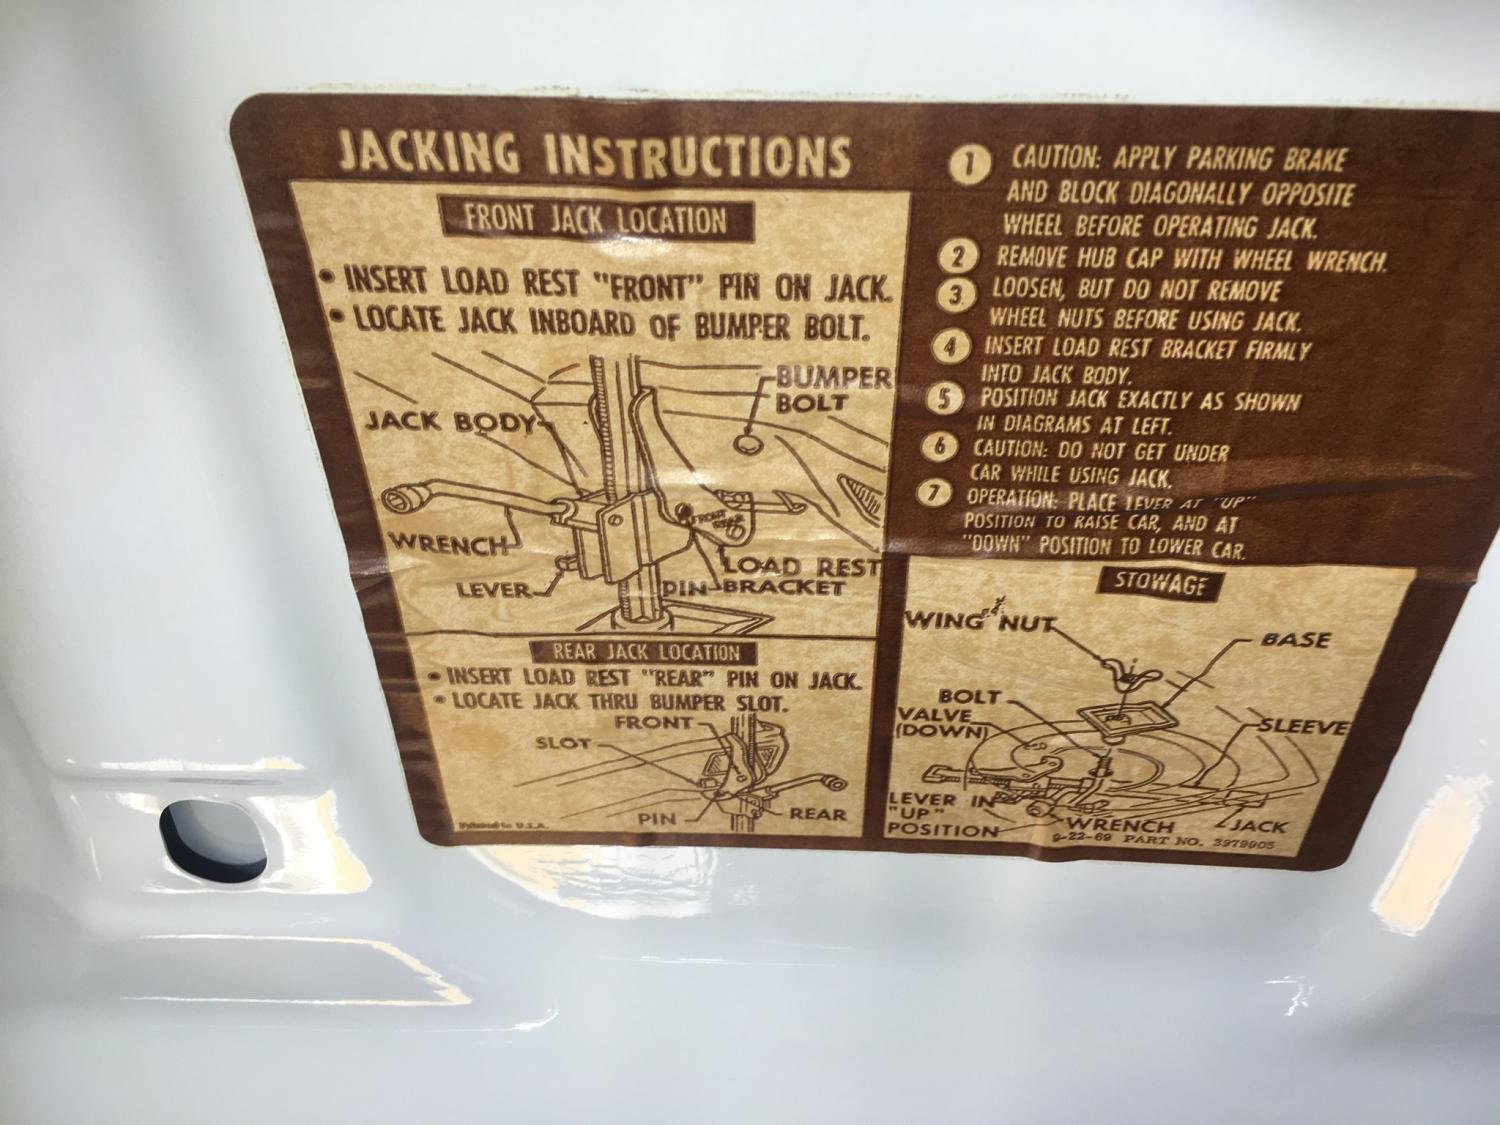 JACKING INSTRUCTIONS
FRONT JACK LOCATION
• INSERT LOAD REST "FRONT" PIN ON JACK.
• LOCATE JACK INBOARD OF BUMPER BOLT.
BUMPER
BOLT
JACK BODY
FRONT
REAR
WRENCH
LEVER
LOAD REST
PIN BRACKET
REAR JACK LOCATION
• INSERT LOAD REST "REAR" PIN ON JACK.
• LOCATE JACK THRU BUMPER SLOT.
FRONT
SLOT
PIN
REAR
Printed in U.S.A.
1 CAUTION: APPLY PARKING BRAKE
AND BLOCK DIAGONALLY OPPOSITE
WHEEL BEFORE OPERATING JACK.
2 REMOVE HUB CAP WITH WHEEL WRENCH.
3 LOOSEN, BUT DO NOT REMOVE
WHEEL NUTS BEFORE USING JACK.
4 INSERT LOAD REST BRACKET FIRMLY
INTO JACK BODY.
5 POSITION JACK EXACTLY AS SHOWN
IN DIAGRAMS AT LEFT.
6 CAUTION: DO NOT GET UNDER
CAR WHILE USING JACK.
7 OPERATION: PLACE LEVER AT "UP"
POSITION TO RAISE CAR, AND AT
"DOWN" POSITION TO LOWER CAR.
STOWAGE
WING NUT
BASE
BOLT
VALVE
(DOWN)
SLEEVE
LEVER IN
"UP"
POSITION
WRENCH
JACK
9-22-69 PART NO. 3979905